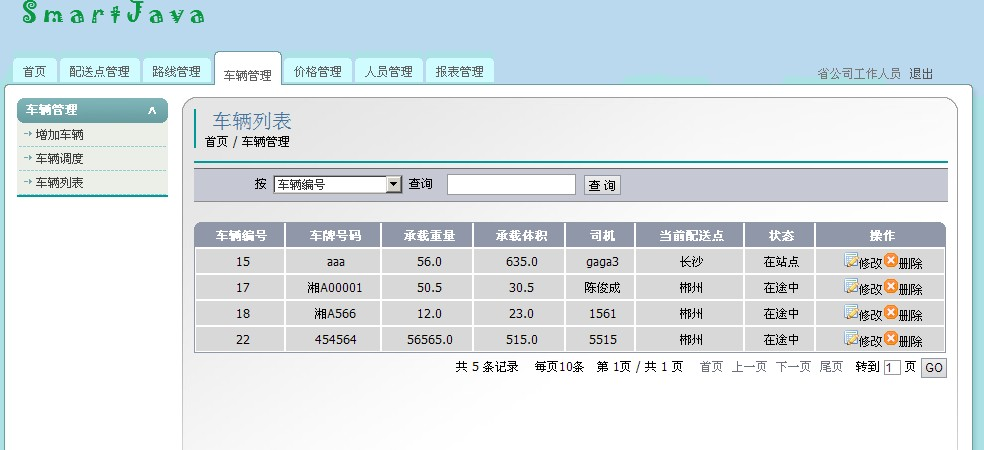 SmartJava
首页 配送点管理 路线管理 车辆管理 价格管理 人员管理 报表管理 省公司工作人员 退出
车辆管理
增加车辆
车辆调度
车辆列表
车辆列表
首页 / 车辆管理
按 车辆编号 查询 查 询
车辆编号 车牌号码 承载重量 承载体积 司机 当前配送点 状态 操作
15 aaa 56.0 635.0 gaga3 长沙 在站点 修改 删除
17 湘A00001 50.5 30.5 陈俊成 郴州 在途中 修改 删除
18 湘A566 12.0 23.0 1561 郴州 在途中 修改 删除
22 454564 56565.0 515.0 5515 郴州 在途中 修改 删除
共 5 条记录 每页10条 第 1页 / 共 1 页 首页 上一页 下一页 尾页 转到 1 页 GO